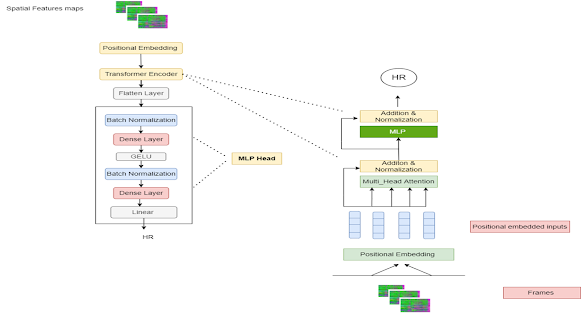 Spatial Features maps
Positional Embedding
Transformer Encoder
Flatten Layer
Batch Normalization
Dense Layer
GELU
Batch Normalization
Dense Layer
Linear
HR
MLP Head
HR
Addition &
Normalization
MLP
Addition &
Normalization
Multi_Head Attention
Positional embedded inputs
Positional Embedding
Frames